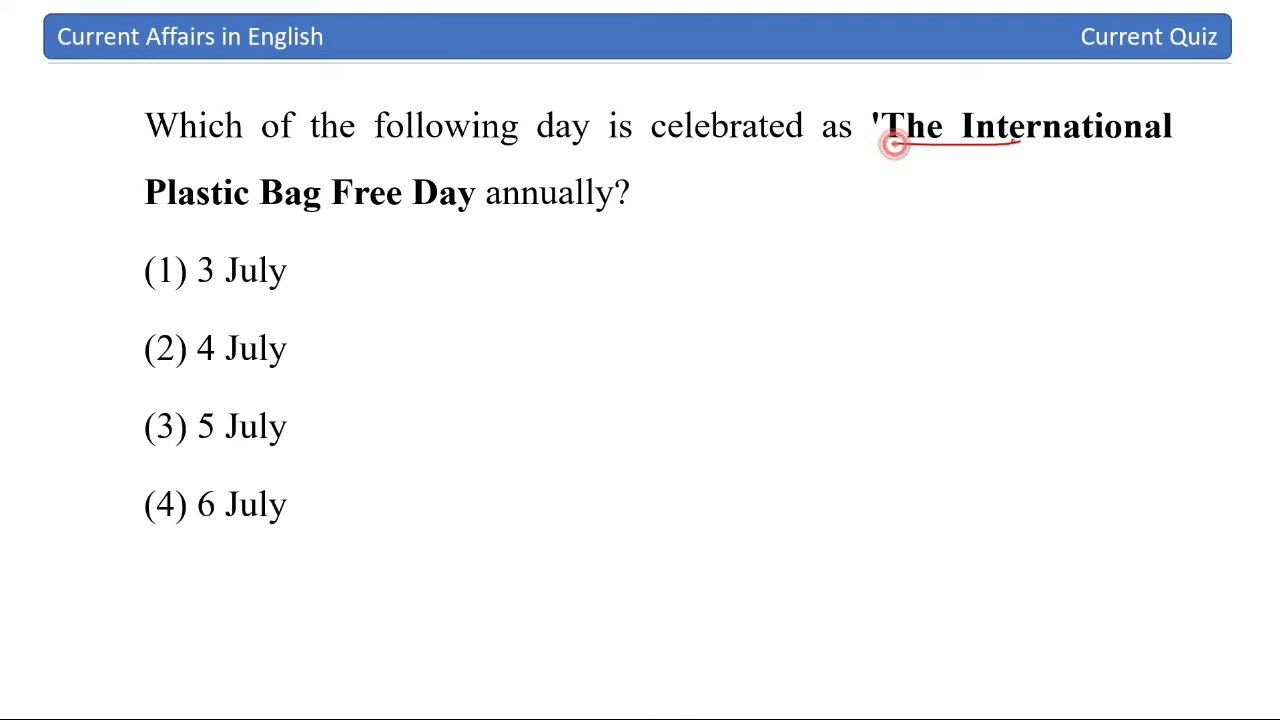 Current Affairs in English
Current Quiz
Which of the following day is celebrated as 'The International
Plastic Bag Free Day annually?
(1) 3 July
(2) 4 July
(3) 5 July
(4) 6 July